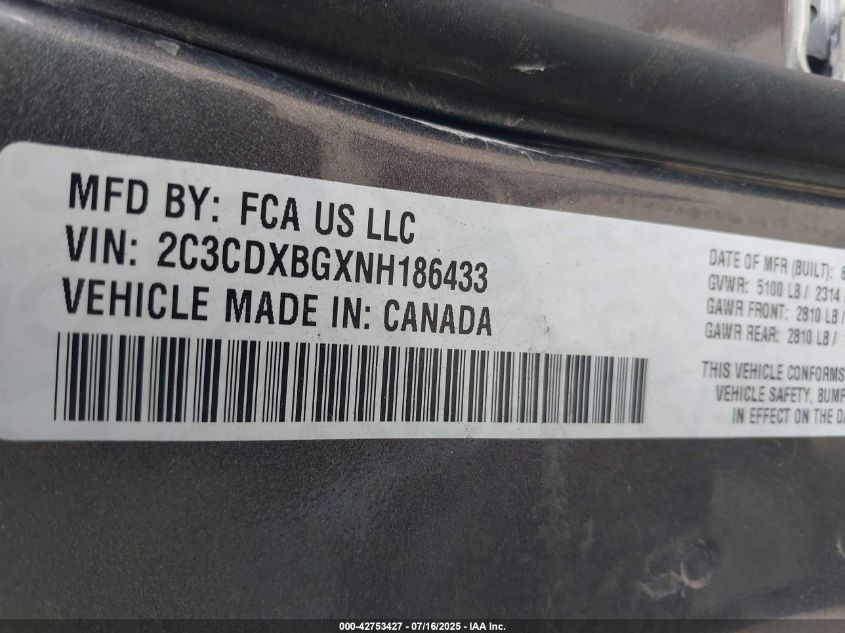 MFD BY: FCA US LLC
VIN: 2C3CDXBGXNH186433
VEHICLE MADE IN: CANADA
DATE OF MFR (BUILT): 6
GVWR: 5100 LB / 2314
GAWR FRONT: 2810 LB /
GAWR REAR: 2810 LB /
THIS VEHICLE CONFORMS
VEHICLE SAFETY, BUMP
IN EFFECT ON THE DA
000-42753427 - 07/16/2025 - IAA Inc.